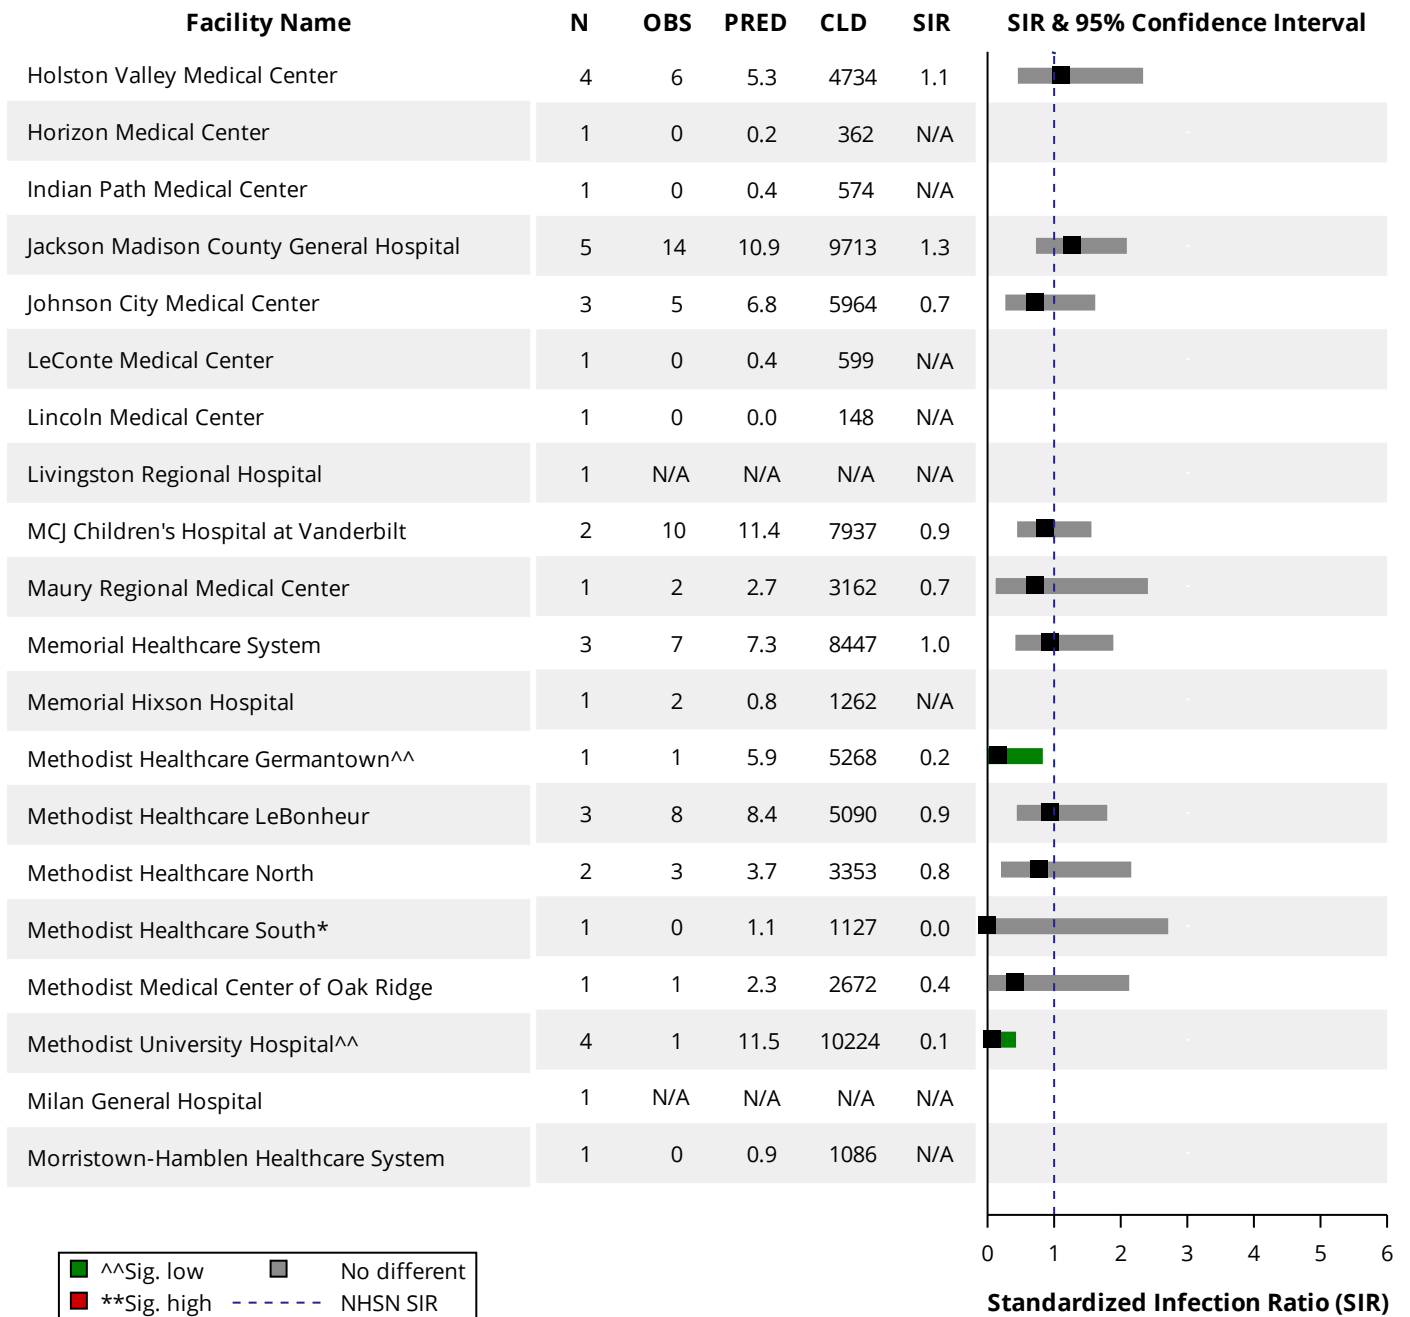 Facility Name N OBS PRED CLD SIR SIR & 95% Confidence Interval
Holston Valley Medical Center 4 6 5.3 4734 1.1
Horizon Medical Center 1 0 0.2 362 N/A
Indian Path Medical Center 1 0 0.4 574 N/A
Jackson Madison County General Hospital 5 14 10.9 9713 1.3
Johnson City Medical Center 3 5 6.8 5964 0.7
LeConte Medical Center 1 0 0.4 599 N/A
Lincoln Medical Center 1 0 0.0 148 N/A
Livingston Regional Hospital 1 N/A N/A N/A N/A
MCJ Children's Hospital at Vanderbilt 2 10 11.4 7937 0.9
Maury Regional Medical Center 1 2 2.7 3162 0.7
Memorial Healthcare System 3 7 7.3 8447 1.0
Memorial Hixson Hospital 1 2 0.8 1262 N/A
Methodist Healthcare Germantown^^ 1 1 5.9 5268 0.2
Methodist Healthcare LeBonheur 3 8 8.4 5090 0.9
Methodist Healthcare North 2 3 3.7 3353 0.8
Methodist Healthcare South* 1 0 1.1 1127 0.0
Methodist Medical Center of Oak Ridge 1 1 2.3 2672 0.4
Methodist University Hospital^^ 4 1 11.5 10224 0.1
Milan General Hospital 1 N/A N/A N/A N/A
Morristown-Hamblen Healthcare System 1 0 0.9 1086 N/A
0 1 2 3 4 5 6
^^Sig. low No different
**Sig. high NHSN SIR
Standardized Infection Ratio (SIR)